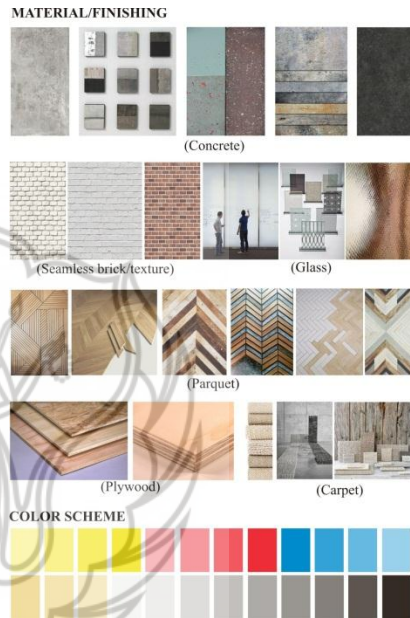 MATERIAL/FINISHING
(Concrete)
(Seamless brick/texture)
(Glass)
(Parquet)
(Plywood)
(Carpet)
COLOR SCHEME